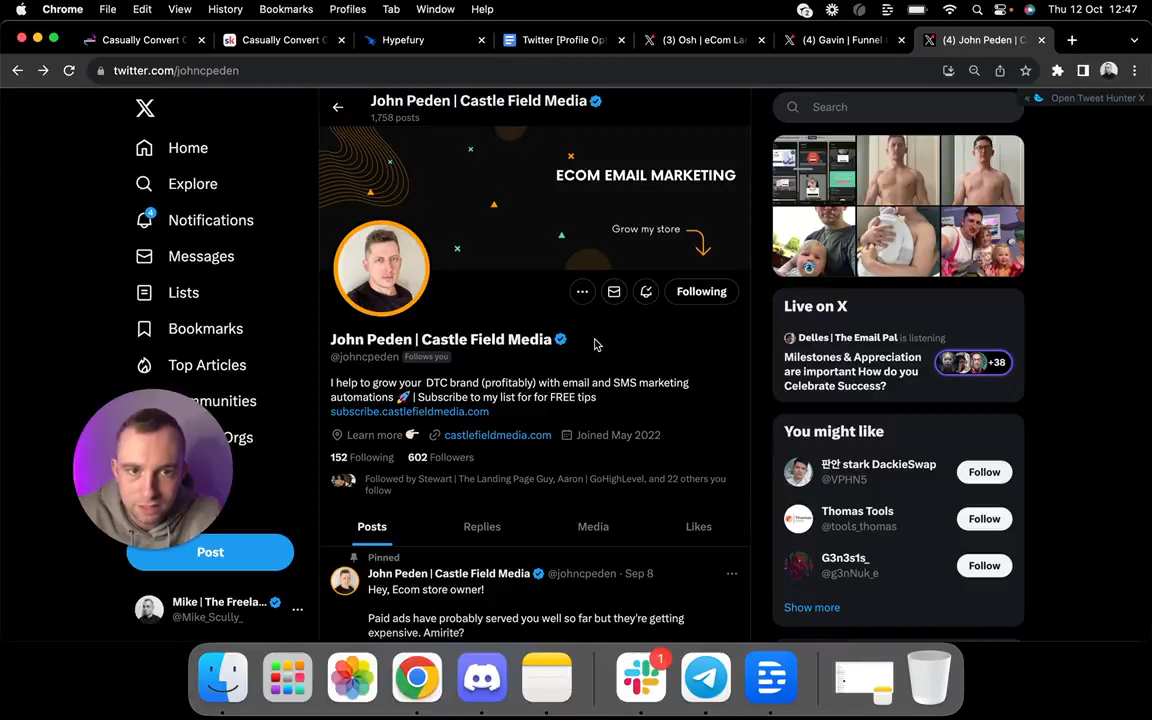 Chrome File Edit View History Bookmarks Profiles Tab Window Help
2
Thu 12 Oct 12:47
Casually Convert C
Casually Convert C
Hypefury
Twitter [Profile Op
(3) Osh | eCom La
(4) Gavin | Funnel
(4) John Peden | C
twitter.com/johncpeden
Open Tweet Hunter X
Home
Explore
4
Notifications
Messages
Lists
Bookmarks
Top Articles
mmunities
Orgs
Post
Mike | The Freela...
@Mike_Scully_
John Peden | Castle Field Media
1,758 posts
ECOM EMAIL MARKETING
Grow my store
Following
John Peden | Castle Field Media
@johncpeden Follows you
I help to grow your DTC brand (profitably) with email and SMS marketing
automations 🚀 | Subscribe to my list for for FREE tips
subscribe.castlefieldmedia.com
Learn more 👉 castlefieldmedia.com Joined May 2022
152 Following 602 Followers
Followed by Stewart | The Landing Page Guy, Aaron | GoHighLevel, and 22 others you
follow
Posts Replies Media Likes
Pinned
John Peden | Castle Field Media @johncpeden · Sep 8
Hey, Ecom store owner!
Paid ads have probably served you well so far but they're getting
expensive. Amirite?
Search
Live on X
Delles | The Email Pal is listening
Milestones & Appreciation
are important How do you
Celebrate Success?
+38
You might like
판안 stark DackieSwap
@VPHN5
Follow
Thomas Tools
@tools_thomas
Follow
G3n3s1s_
@g3nNuk_e
Follow
Show more
1